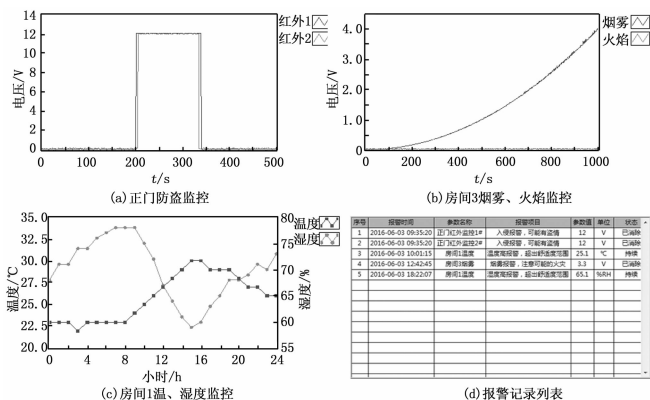 14
12
10
8
6
4
2
0
电压/V
红外1
红外2
0 100 200 300 400 500
t/s
(a)正门防盗监控
4.0
3.0
2.0
1.0
0
电压/V
烟雾
火焰
0 200 400 600 800 1000
t/s
(b)房间3烟雾、火焰监控
35.0
32.5
30.0
27.5
25.0
22.5
20.0
温度/℃
温度
湿度
80
75
70
65
60
55
湿度/%
0 4 8 12 16 20 24
小时/h
(c)房间1温、湿度监控
序号 报警时间 参数名称 报警项目 参数值 单位 状态
1 2016-06-03 09:35:20 正门红外监控1# 入侵报警，可能有盗情 12 V 已消除
2 2016-06-03 09:35:20 正门红外监控2# 入侵报警，可能有盗情 12 V 已消除
3 2016-06-03 10:01:15 房间1温度 温度高报警，超出舒适度范围 25.1 ℃ 持续
4 2016-06-03 12:42:45 房间3烟雾 烟雾报警，注意可能的火灾 3.3 V 已消除
5 2016-06-03 18:22:07 房间1湿度 湿度高报警，超出舒适度范围 65.1 %RH 持续
(d)报警记录列表